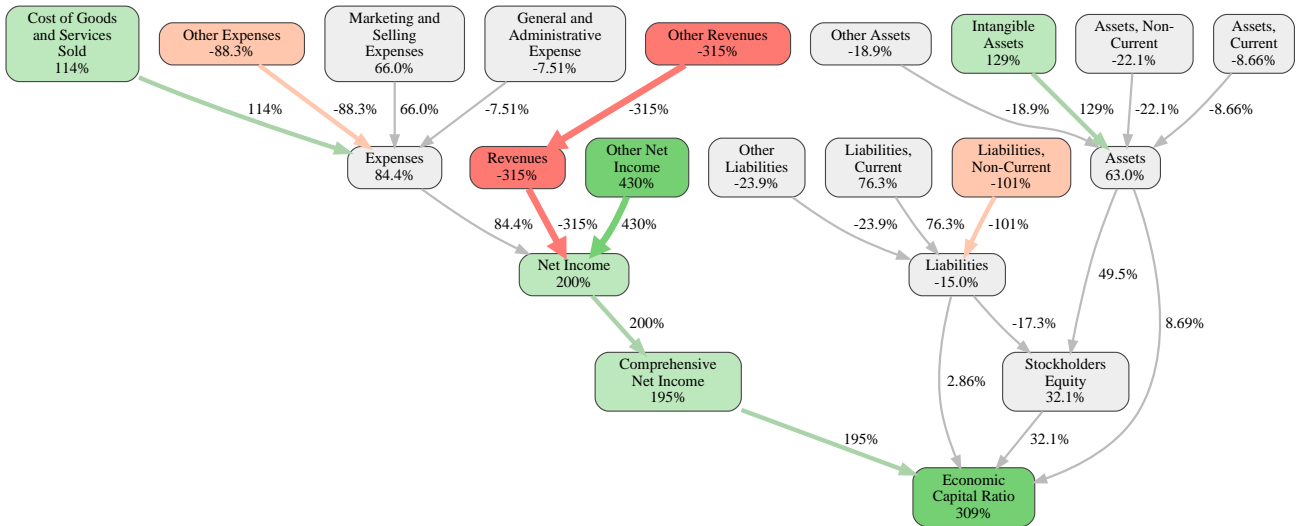 Cost of Goods
and Services
Sold
114%
Other Expenses
-88.3%
Marketing and
Selling
Expenses
66.0%
General and
Administrative
Expense
-7.51%
Other Revenues
-315%
Other Assets
-18.9%
Intangible
Assets
129%
Assets, Non-
Current
-22.1%
Assets,
Current
-8.66%
114%
-88.3%
66.0%
-7.51%
-315%
-18.9%
129%
-22.1%
-8.66%
Expenses
84.4%
Revenues
-315%
Other Net
Income
430%
Other
Liabilities
-23.9%
Liabilities,
Current
76.3%
Liabilities,
Non-Current
-101%
Assets
63.0%
84.4%
-315%
430%
-23.9%
76.3%
-101%
Net Income
200%
Liabilities
-15.0%
49.5%
200%
-17.3%
8.69%
Comprehensive
Net Income
195%
2.86%
Stockholders
Equity
32.1%
195%
32.1%
Economic
Capital Ratio
309%